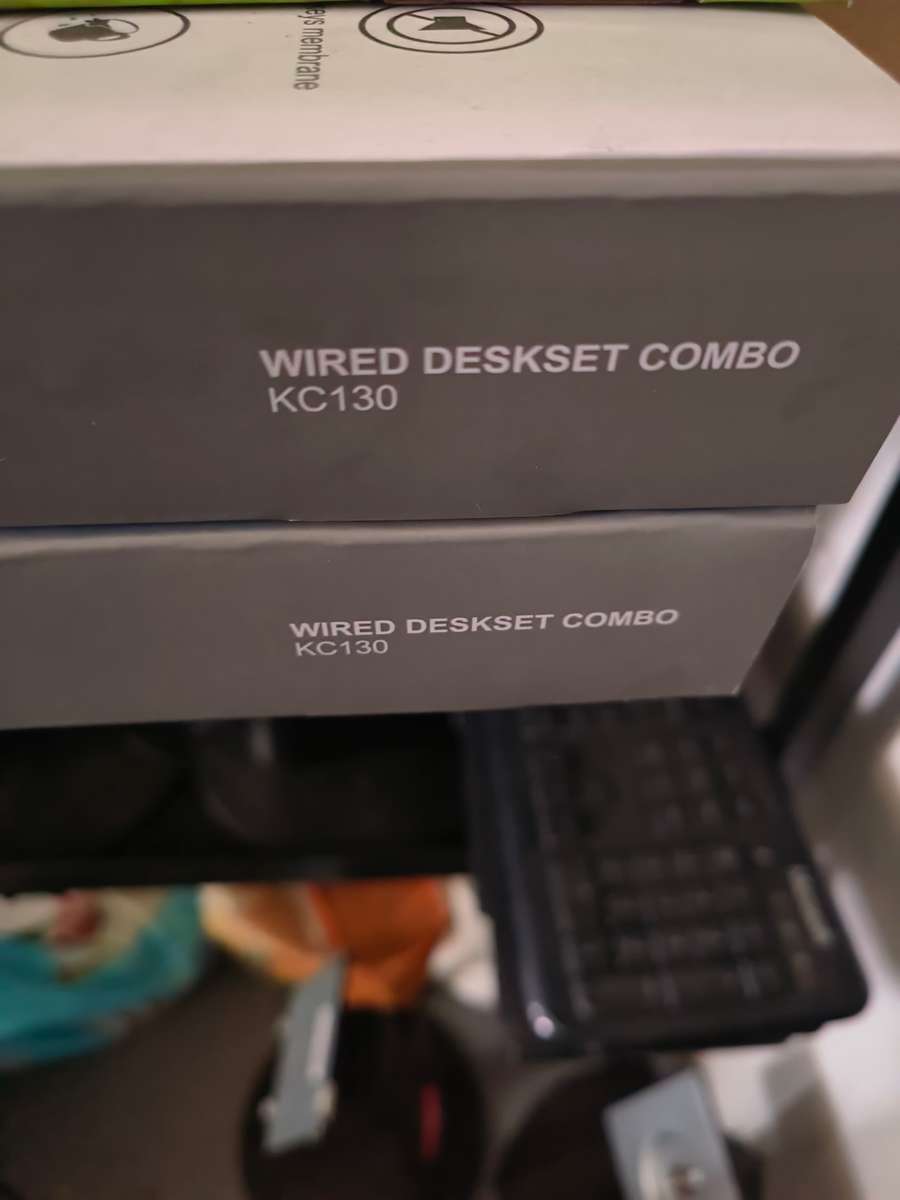 eys membrane
WIRED DESKSET COMBO
KC130
WIRED DESKSET COMBO
KC130